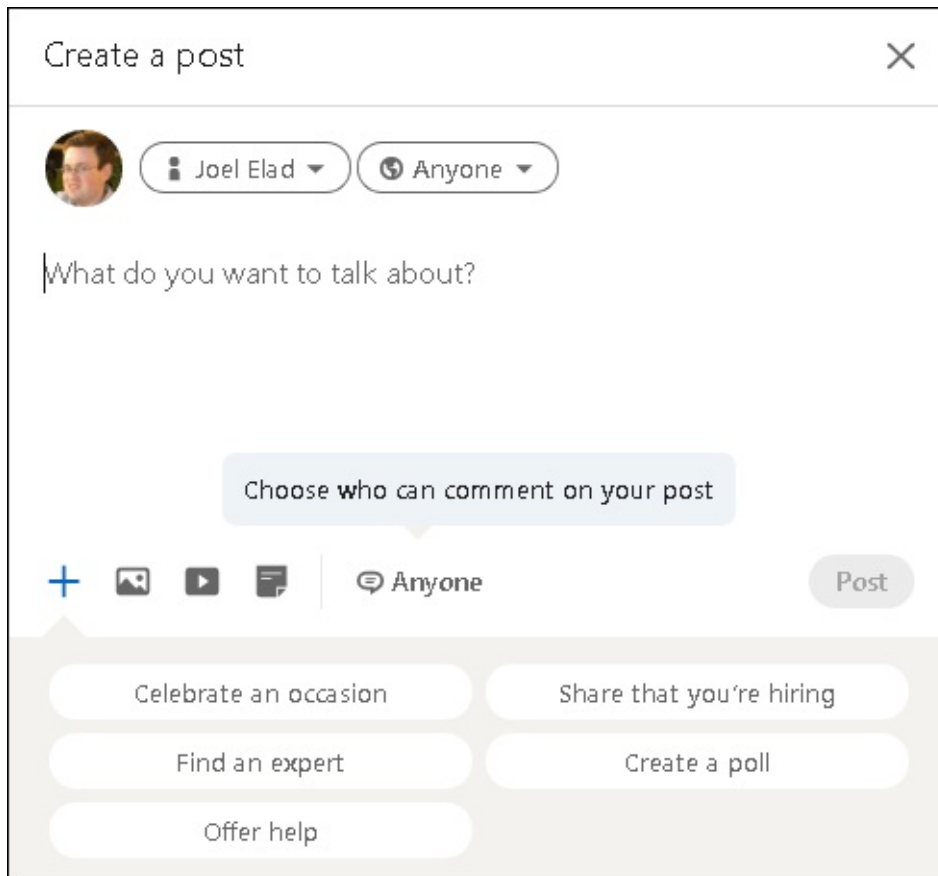 Create a post
Joel Elad
Anyone
What do you want to talk about?
Choose who can comment on your post
Anyone
Post
Celebrate an occasion
Share that you're hiring
Find an expert
Create a poll
Offer help